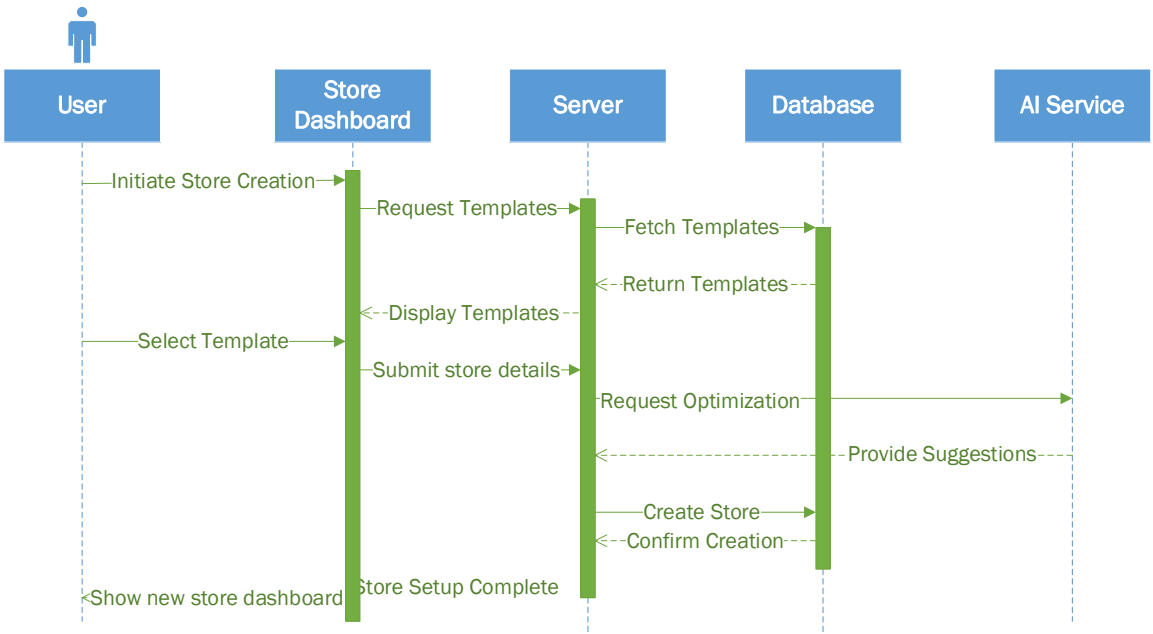 User
Store
Dashboard
Server
Database
AI Service
Initiate Store Creation
Request Templates
Fetch Templates
Return Templates
Display Templates
Select Template
Submit store details
Request Optimization
Provide Suggestions
Create Store
Confirm Creation
Store Setup Complete
Show new store dashboard